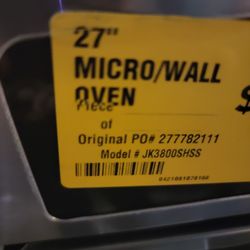 27"
MICRO/WALL
OVEN
Piece
of
$
Original PO# 277782111
Model # JK3800SHSS